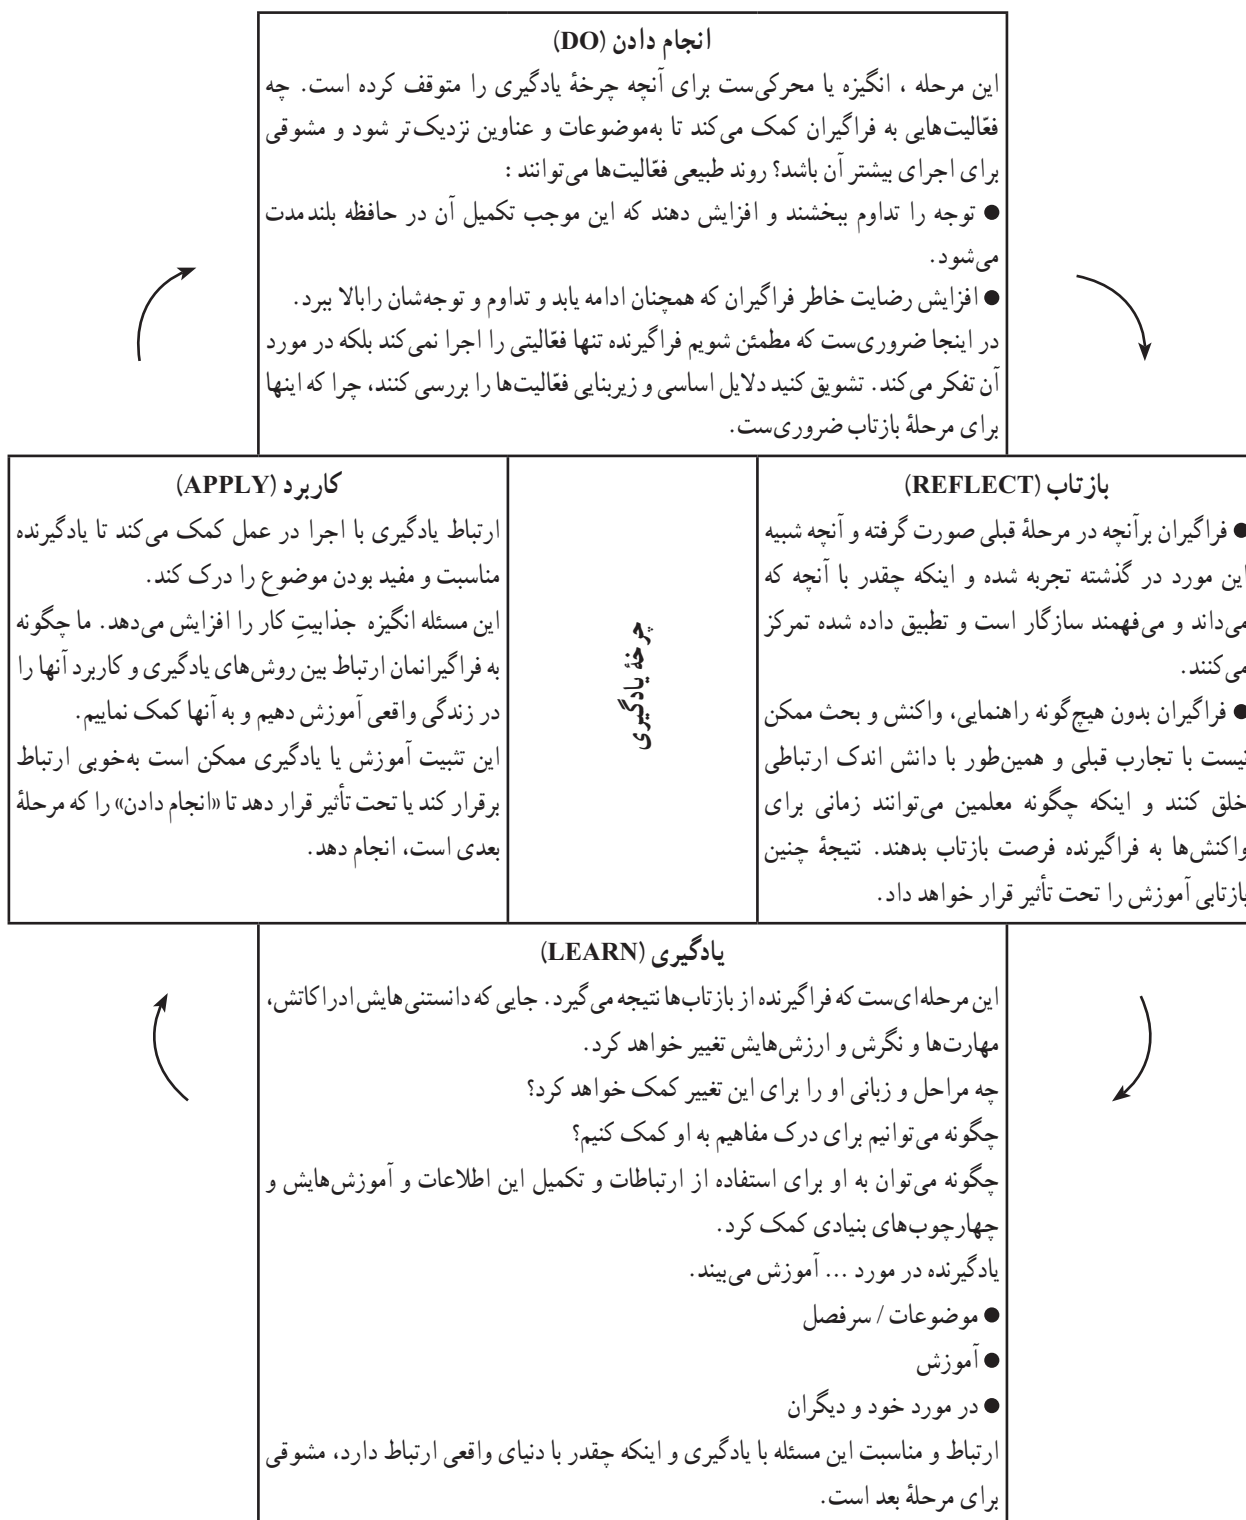 انجام دادن (DO)
این مرحله ، انگیزه یا محرکی‌ست برای آنچه چرخهٔ یادگیری را متوقف کرده است. چه
فعّالیت‌هایی به فراگیران کمک می‌کند تا به‌موضوعات و عناوین نزدیک‌تر شود و مشوقی
برای اجرای بیشتر آن باشد؟ روند طبیعی فعّالیت‌ها می‌توانند :
● توجه را تداوم ببخشند و افزایش دهند که این موجب تکمیل آن در حافظه بلندمدت
می‌شود.
● افزایش رضایت خاطر فراگیران که همچنان ادامه یابد و تداوم و توجه‌شان رابالا ببرد.
در اینجا ضروری‌ست که مطمئن شویم فراگیرنده تنها فعّالیتی را اجرا نمی‌کند بلکه در مورد
آن تفکر می‌کند. تشویق کنید دلایل اساسی و زیربنایی فعّالیت‌ها را بررسی کنند، چرا که اینها
برای مرحلهٔ بازتاب ضروری‌ست.
بازتاب (REFLECT)
● فراگیران برآنچه در مرحلهٔ قبلی صورت گرفته و آنچه شبیه
این مورد در گذشته تجربه شده و اینکه چقدر با آنچه که
می‌داند و می‌فهمند سازگار است و تطبیق داده شده تمرکز
می‌کنند.
● فراگیران بدون هیچ‌گونه راهنمایی، واکنش و بحث ممکن
نیست با تجارب قبلی و همین‌طور با دانش اندک ارتباطی
خلق کنند و اینکه چگونه معلمین می‌توانند زمانی برای
واکنش‌ها به فراگیرنده فرصت بازتاب بدهند. نتیجهٔ چنین
بازتابی آموزش را تحت تأثیر قرار خواهد داد.
چرخهٔ یادگیری
کاربرد (APPLY)
ارتباط یادگیری با اجرا در عمل کمک می‌کند تا یادگیرنده
مناسبت و مفید بودن موضوع را درک کند.
این مسئله انگیزه جذابیتِ کار را افزایش می‌دهد. ما چگونه
به فراگیرانمان ارتباط بین روش‌های یادگیری و کاربرد آنها را
در زندگی واقعی آموزش دهیم و به آنها کمک نماییم.
این تثبیت آموزش یا یادگیری ممکن است به‌خوبی ارتباط
برقرار کند یا تحت تأثیر قرار دهد تا «انجام دادن» را که مرحلهٔ
بعدی است، انجام دهد.
یادگیری (LEARN)
این مرحله‌ای‌ست که فراگیرنده از بازتاب‌ها نتیجه می‌گیرد. جایی که دانستنی‌هایش ادراکاتش،
مهارت‌ها و نگرش و ارزش‌هایش تغییر خواهد کرد.
چه مراحل و زبانی او را برای این تغییر کمک خواهد کرد؟
چگونه می‌توانیم برای درک مفاهیم به او کمک کنیم؟
چگونه می‌توان به او برای استفاده از ارتباطات و تکمیل این اطلاعات و آموزش‌هایش و
چهارچوب‌های بنیادی کمک کرد.
یادگیرنده در مورد ... آموزش می‌بیند.
● موضوعات / سرفصل
● آموزش
● در مورد خود و دیگران
ارتباط و مناسبت این مسئله با یادگیری و اینکه چقدر با دنیای واقعی ارتباط دارد، مشوقی
برای مرحلهٔ بعد است.